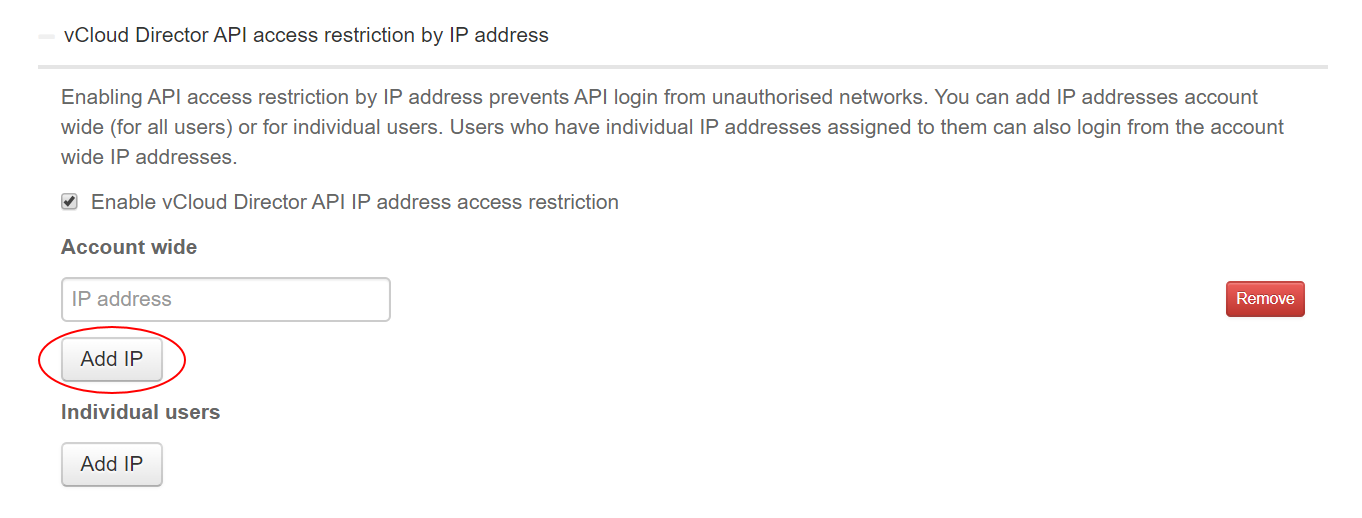 vCloud Director API access restriction by IP address
Enabling API access restriction by IP address prevents API login from unauthorised networks. You can add IP addresses account
wide (for all users) or for individual users. Users who have individual IP addresses assigned to them can also login from the account
wide IP addresses.
Enable vCloud Director API IP address access restriction
Account wide
IP address
Remove
Add IP
Individual users
Add IP